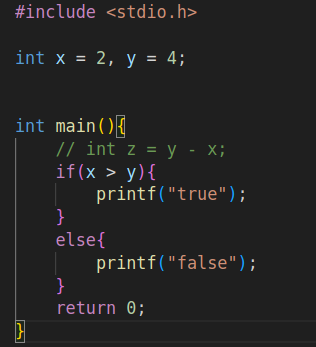 #include <stdio.h>
int x = 2, y = 4;
int main(){
    // int z = y - x;
    if(x > y){
        printf("true");
    }
    else{
        printf("false");
    }
    return 0;
}